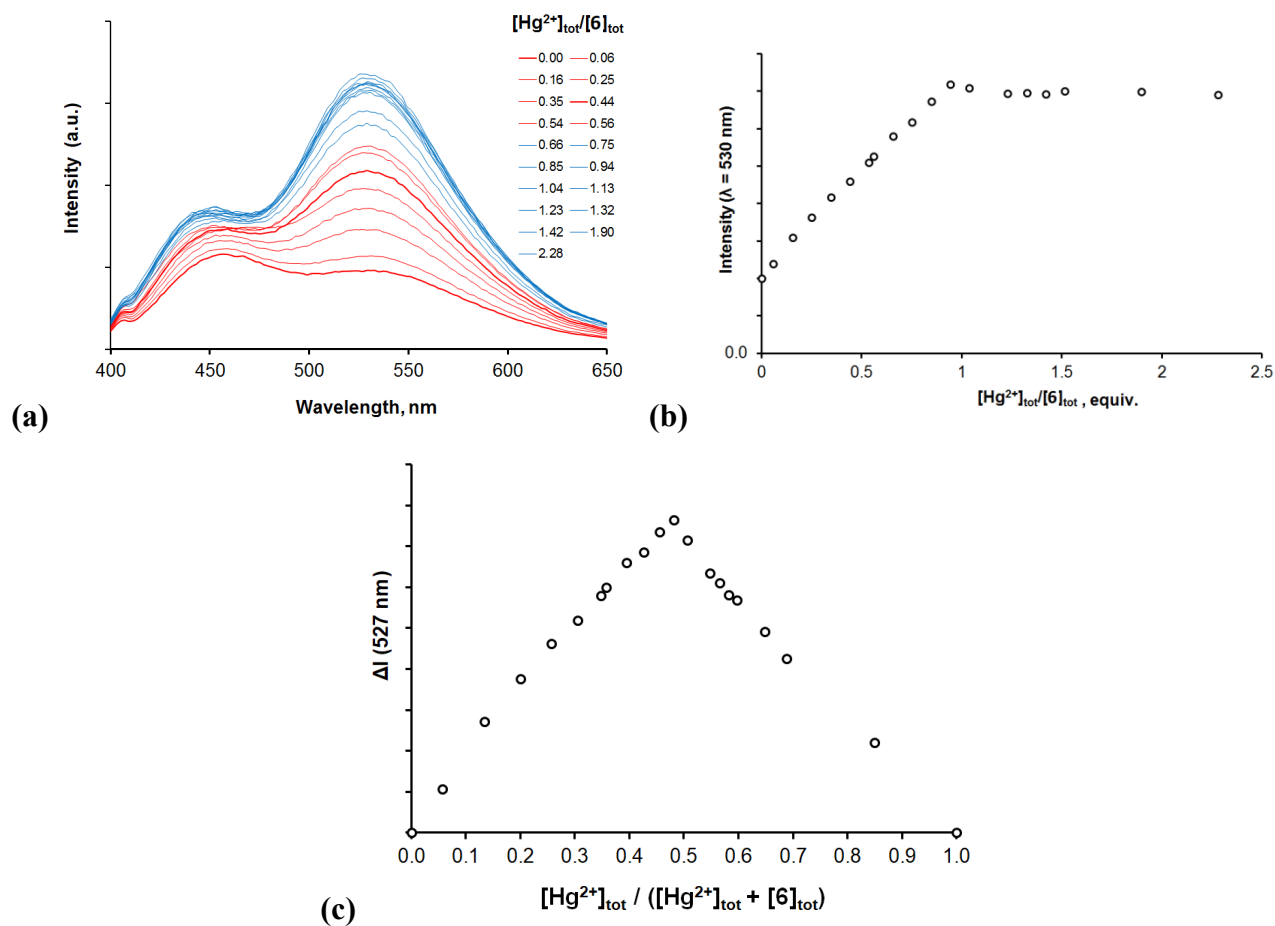 [Hg2+]tot/[6]tot
0.00 0.06
0.16 0.25
0.35 0.44
0.54 0.56
0.66 0.75
0.85 0.94
1.04 1.13
1.23 1.32
1.42 1.90
2.28
Intensity (a.u.)
400 450 500 550 600 650
Wavelength, nm
(a)
Intensity (λ = 530 nm)
0.0
0 0.5 1 1.5 2 2.5
[Hg2+]tot/[6]tot , equiv.
(b)
ΔI (527 nm)
0.0 0.1 0.2 0.3 0.4 0.5 0.6 0.7 0.8 0.9 1.0
[Hg2+]tot / ([Hg2+]tot + [6]tot)
(c)